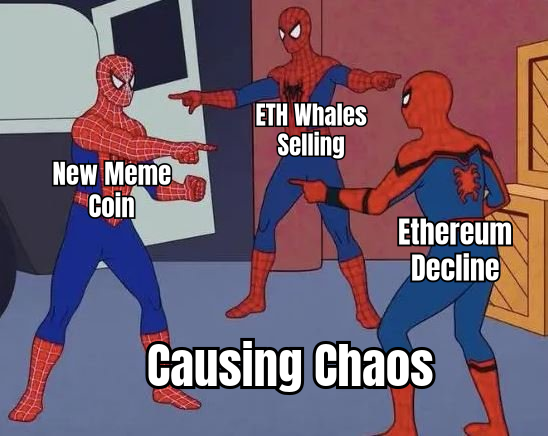 ETH Whales
Selling
New Meme
Coin
Ethereum
Decline
Causing Chaos